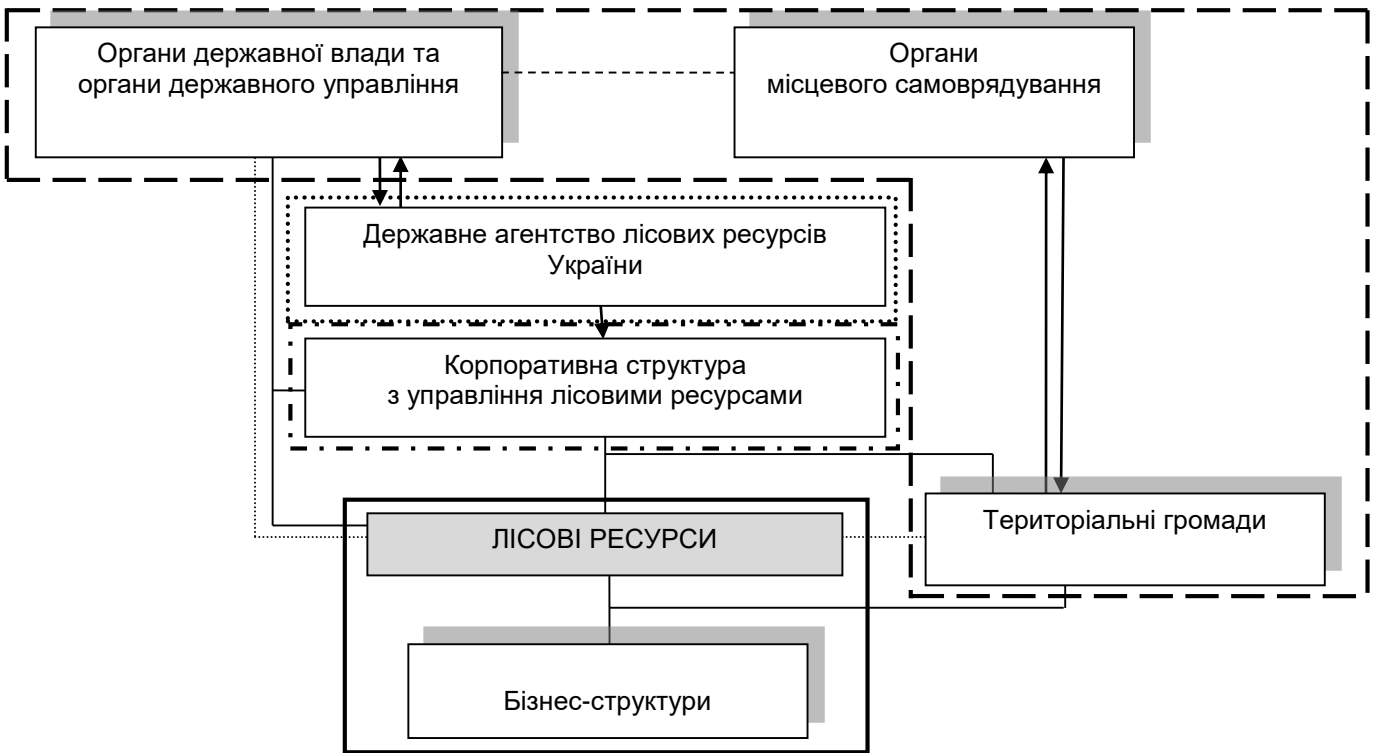 Органи державної влади та
органи державного управління
Органи
місцевого самоврядування
Державне агентство лісових ресурсів
України
Корпоративна структура
з управління лісовими ресурсами
ЛІСОВІ РЕСУРСИ
Територіальні громади
Бізнес-структури